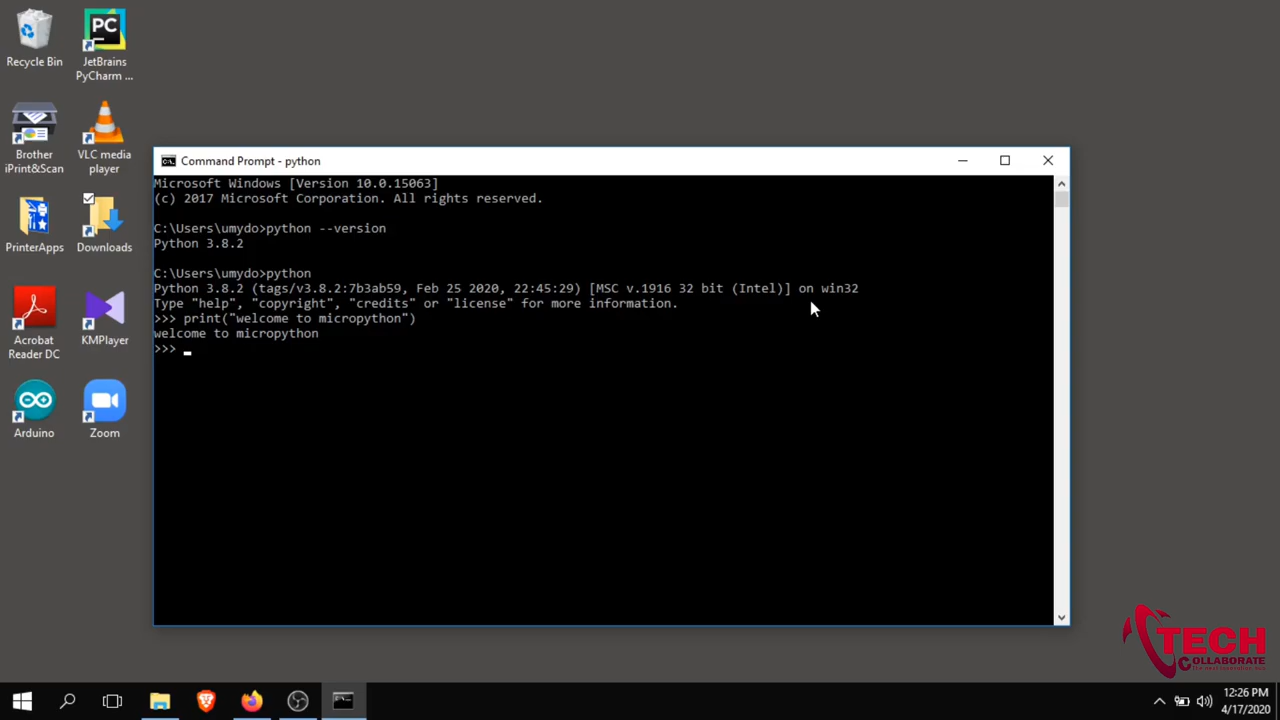 Recycle Bin
JetBrains
PyCharm ...
Brother
iPrint&Scan
VLC media
player
PrinterApps
Downloads
Acrobat
Reader DC
KMPlayer
Arduino
Zoom
Command Prompt - python
Microsoft Windows [Version 10.0.15063]
(c) 2017 Microsoft Corporation. All rights reserved.
C:\Users\umydo>python --version
Python 3.8.2
C:\Users\umydo>python
Python 3.8.2 (tags/v3.8.2:7b3ab59, Feb 25 2020, 22:45:29) [MSC v.1916 32 bit (Intel)] on win32
Type "help", "copyright", "credits" or "license" for more information.
>>> print("welcome to micropython")
welcome to micropython
>>>
TECH
COLLABORATE
12:26 PM
4/17/2020